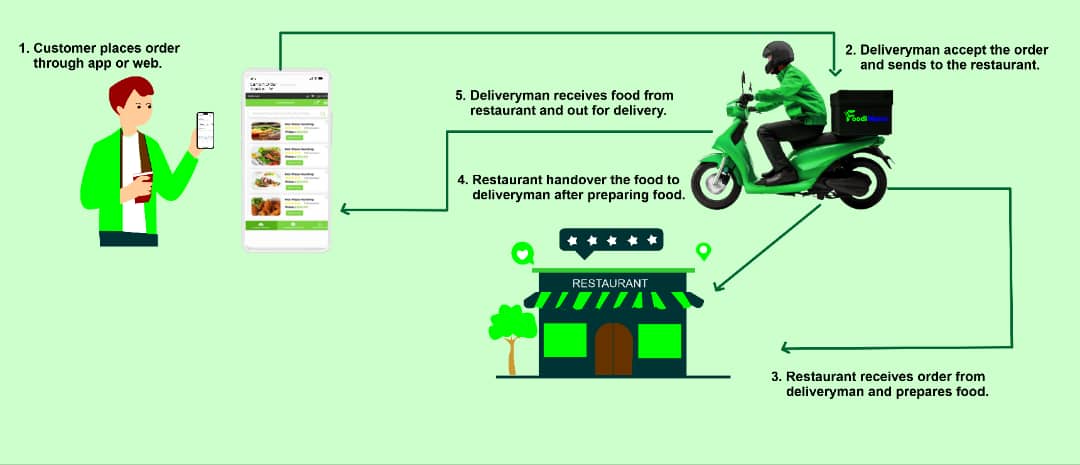 1. Customer places order
through app or web.
2. Deliveryman accept the order
and sends to the restaurant.
5. Deliveryman receives food from
restaurant and out for delivery.
4. Restaurant handover the food to
deliveryman after preparing food.
RESTAURANT
3. Restaurant receives order from
deliveryman and prepares food.